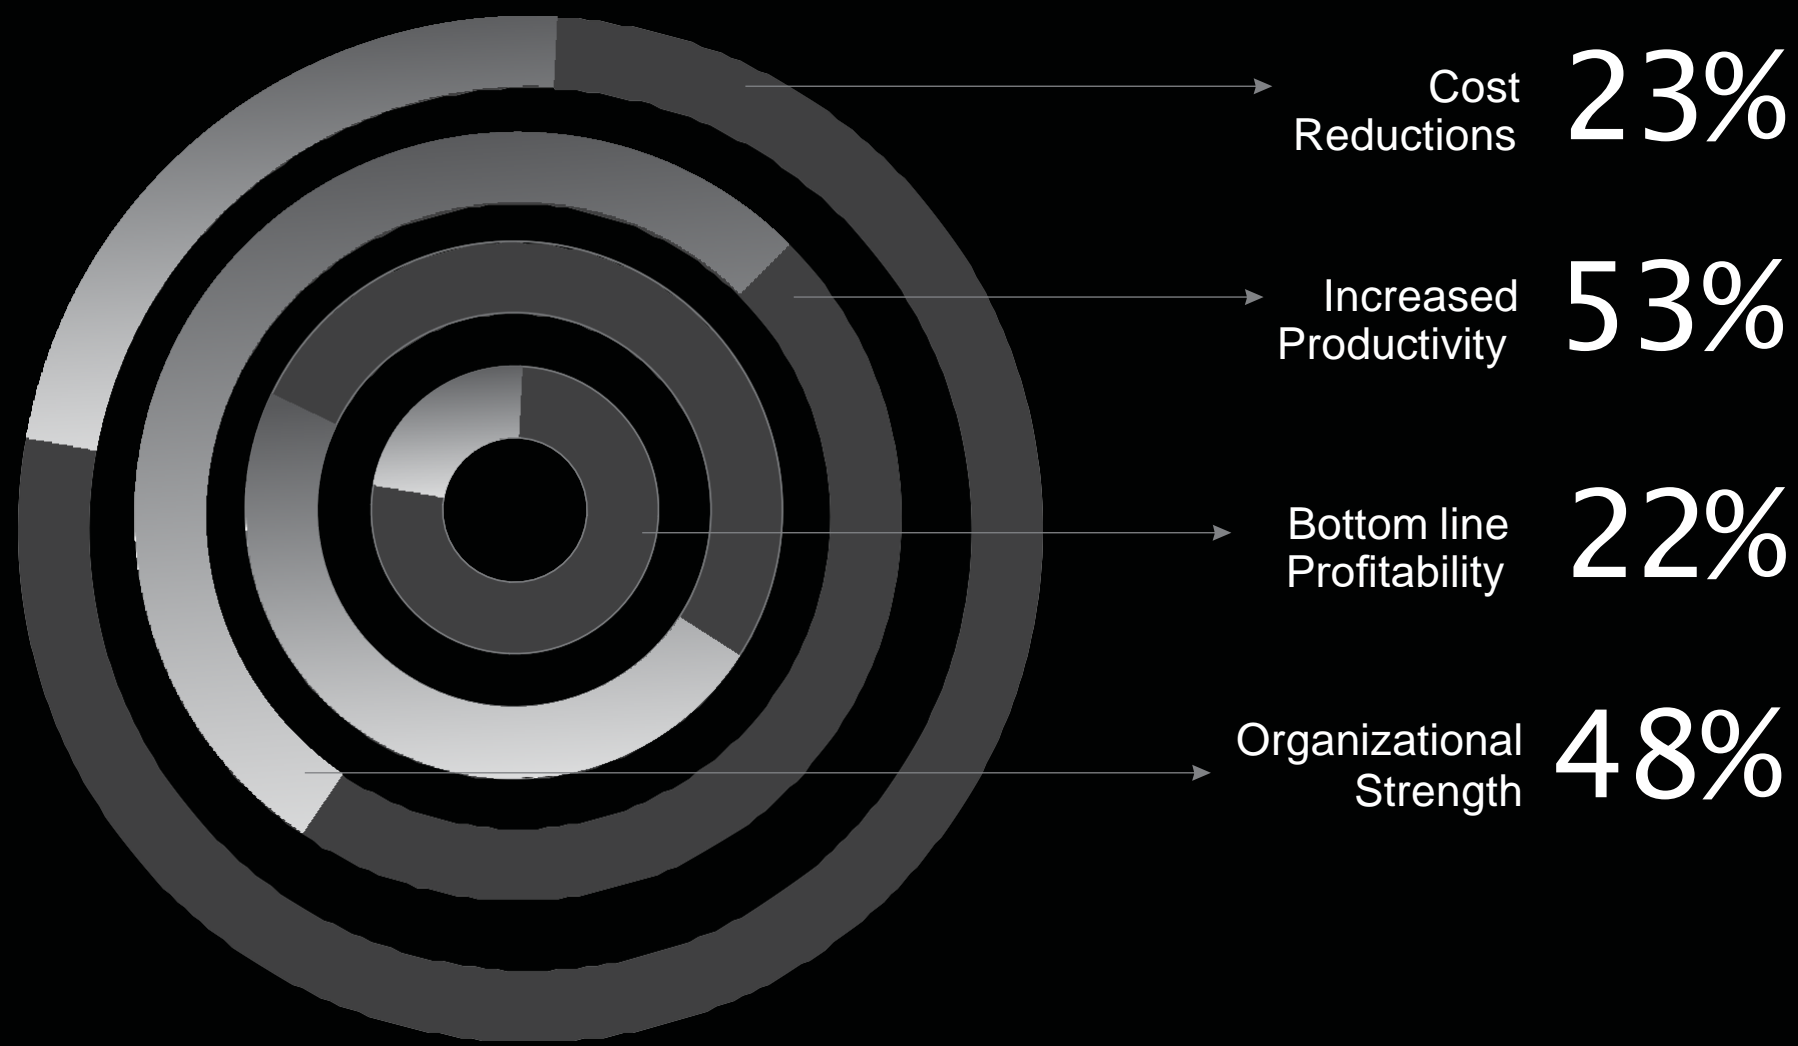 Cost
Reductions
23%
Increased
Productivity
53%
Bottom line
Profitability
22%
Organizational
Strength
48%